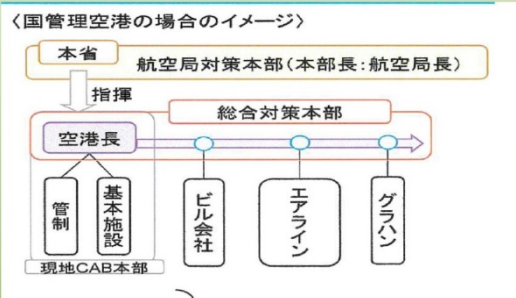 〈国管理空港の場合のイメージ〉
本省
航空局対策本部(本部長:航空局長)
指揮
総合対策本部
空港長
管制
基本施設
ビル会社
エアライン
グラハン
現地CAB本部